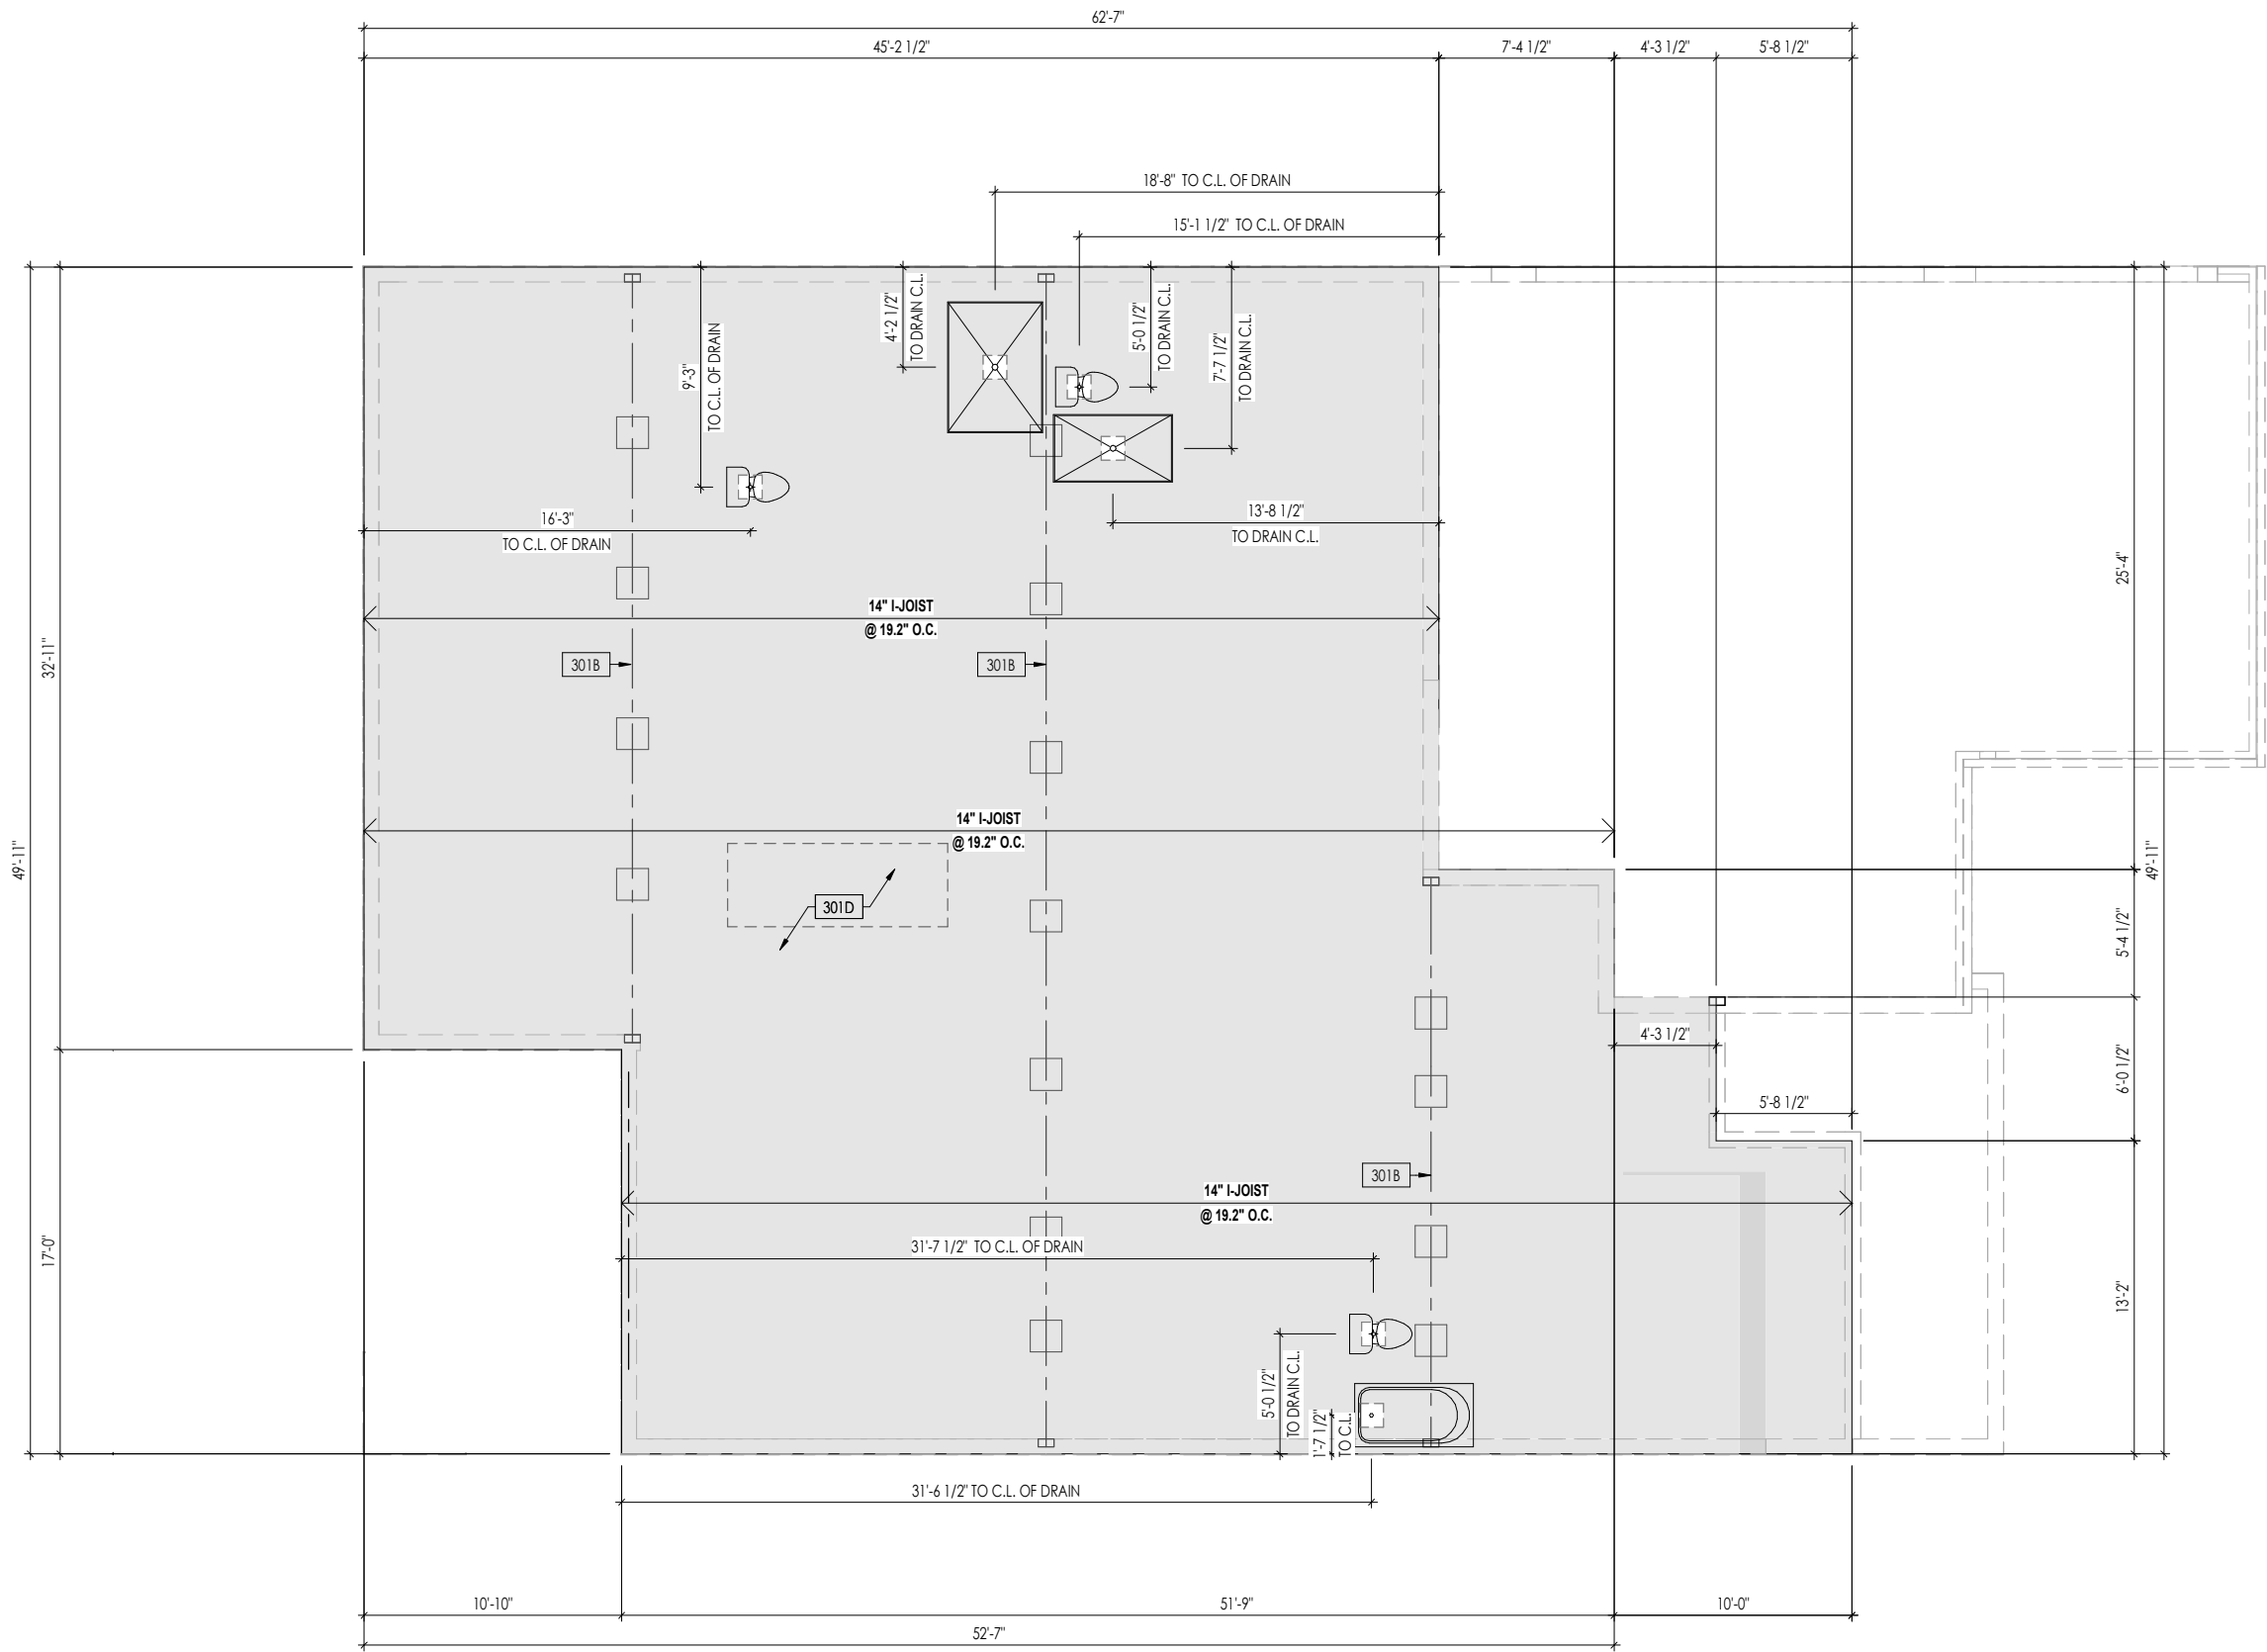 62'-7"
45'-2 1/2"
7'-4 1/2"
4'-3 1/2"
5'-8 1/2"
18'-8" TO C.L. OF DRAIN
15'-1 1/2" TO C.L. OF DRAIN
4'-2 1/2"
TO DRAIN C.L.
5'-0 1/2"
TO DRAIN C.L.
7'-7 1/2"
TO DRAIN C.L.
9'-3"
TO C.L. OF DRAIN
16'-3"
TO C.L. OF DRAIN
13'-8 1/2"
TO DRAIN C.L.
25'-4"
14" I-JOIST
@ 19.2" O.C.
32'-11"
301B
301B
14" I-JOIST
@ 19.2" O.C.
49'-11"
49'-11"
301D
5'-4 1/2"
4'-3 1/2"
6'-0 1/2"
5'-8 1/2"
301B
14" I-JOIST
@ 19.2" O.C.
17'-0"
31'-7 1/2" TO C.L. OF DRAIN
13'-2"
5'-0 1/2"
TO DRAIN C.L.
1'-7 1/2"
TO C.L.
31'-6 1/2" TO C.L. OF DRAIN
10'-10"
51'-9"
10'-0"
52'-7"